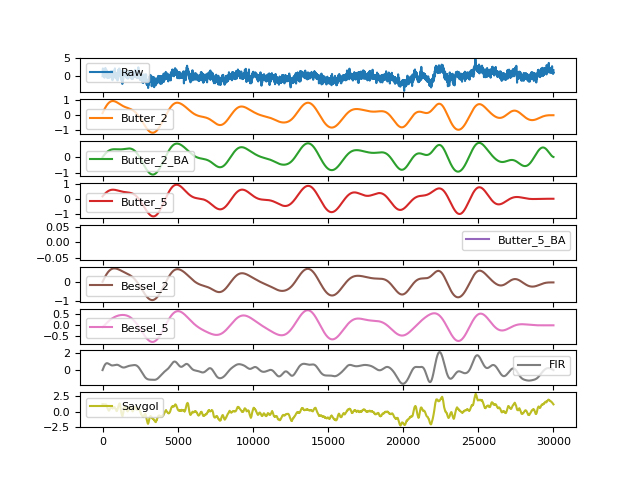 5
0
Raw
1
0
−1
Butter_2
0
−1
Butter_2_BA
1
0
−1
Butter_5
0.05
0.00
−0.05
Butter_5_BA
0
−1
Bessel_2
0.5
0.0
−0.5
Bessel_5
2
0
FIR
2.5
0.0
−2.5
Savgol
0 5000 10000 15000 20000 25000 30000